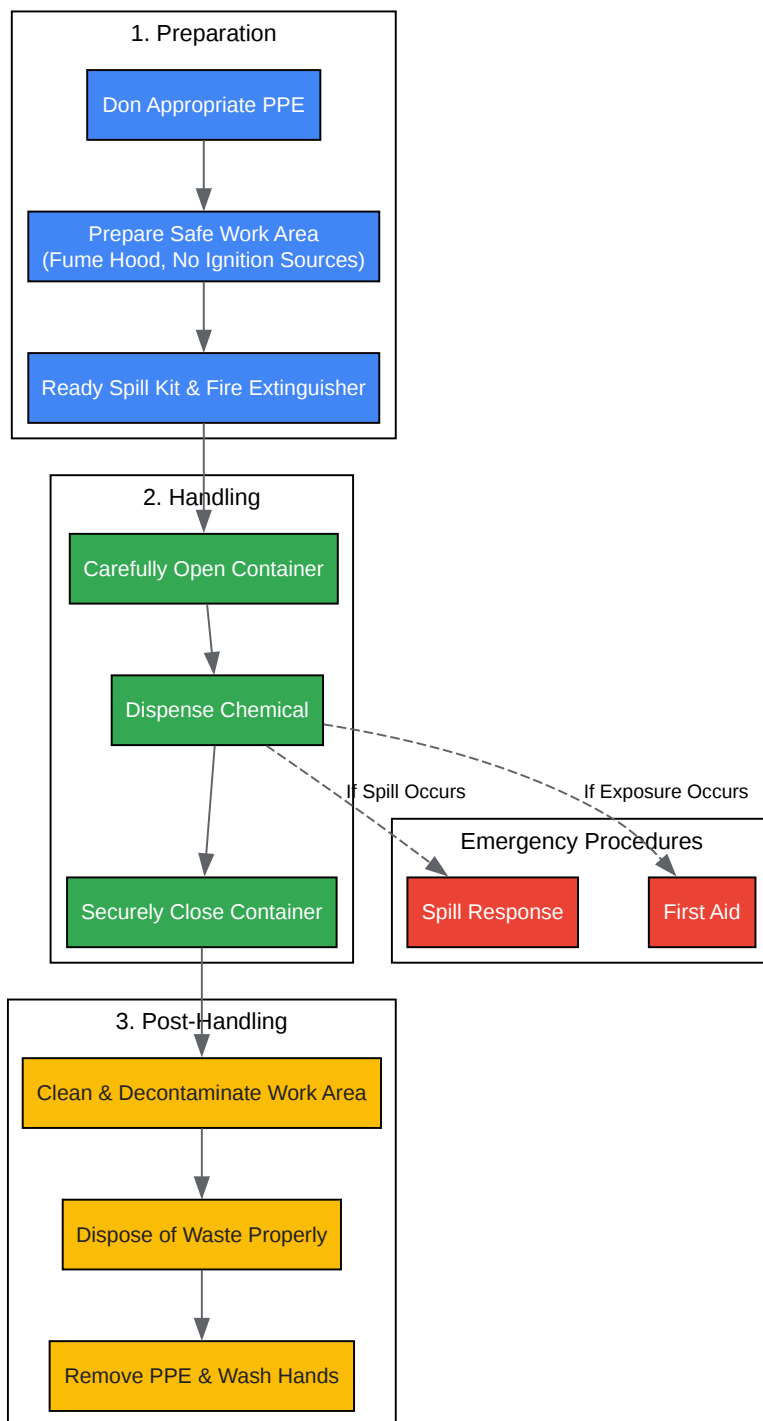 1. Preparation
Don Appropriate PPE
Prepare Safe Work Area
(Fume Hood, No Ignition Sources)
Ready Spill Kit & Fire Extinguisher
2. Handling
Carefully Open Container
Dispense Chemical
If Spill Occurs
If Exposure Occurs
Emergency Procedures
Securely Close Container
Spill Response
First Aid
3. Post-Handling
Clean & Decontaminate Work Area
Dispose of Waste Properly
Remove PPE & Wash Hands